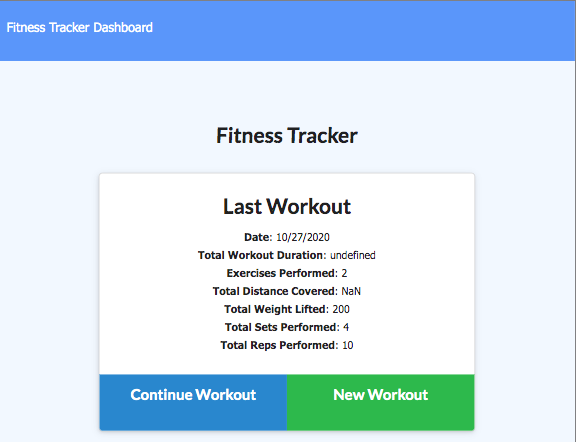 Fitness Tracker Dashboard
Fitness Tracker
Last Workout
Date: 10/27/2020
Total Workout Duration: undefined
Exercises Performed: 2
Total Distance Covered: NaN
Total Weight Lifted: 200
Total Sets Performed: 4
Total Reps Performed: 10
Continue Workout
New Workout